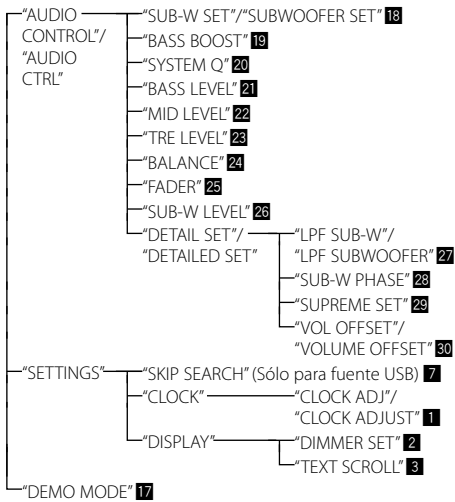 “AUDIO CONTROL”/ “AUDIO CTRL”
“SUB-W SET”/“SUBWOOFER SET” 18
“BASS BOOST” 19
“SYSTEM Q” 20
“BASS LEVEL” 21
“MID LEVEL” 22
“TRE LEVEL” 23
“BALANCE” 24
“FADER” 25
“SUB-W LEVEL” 26
“DETAIL SET”/
“DETAILED SET”
“LPF SUB-W”/
“LPF SUBWOOFER” 27
“SUB-W PHASE” 28
“SUPREME SET” 29
“VOL OFFSET”/
“VOLUME OFFSET” 30
“SETTINGS”
“SKIP SEARCH” (Sólo para fuente USB) 7
“CLOCK”
“CLOCK ADJ”/
“CLOCK ADJUST” 1
“DISPLAY”
“DIMMER SET” 2
“TEXT SCROLL” 3
“DEMO MODE” 17